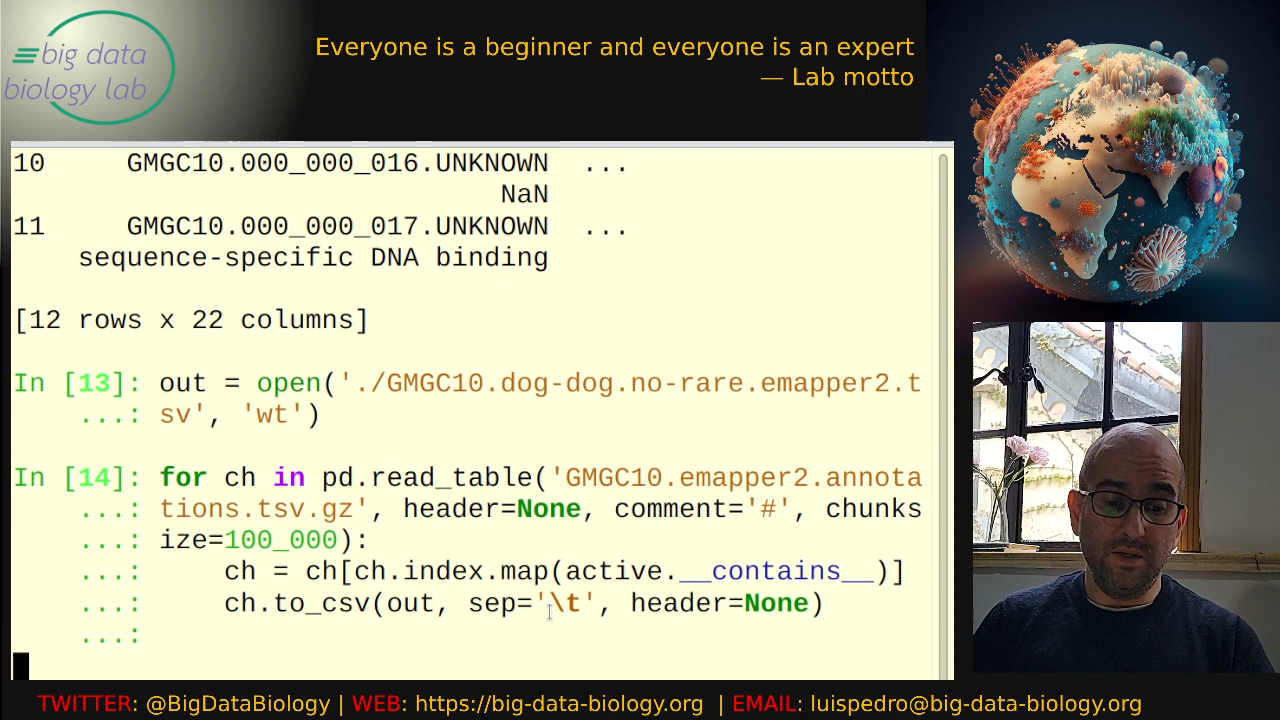 big data
biology lab
Everyone is a beginner and everyone is an expert
— Lab motto
10     GMGC10.000_000_016.UNKNOWN  ...
NaN
11     GMGC10.000_000_017.UNKNOWN  ...
sequence-specific DNA binding
[12 rows x 22 columns]
In [13]: out = open('./GMGC10.dog-dog.no-rare.emapper2.t
...: sv', 'wt')
In [14]: for ch in pd.read_table('GMGC10.emapper2.annota
...: tions.tsv.gz', header=None, comment='#', chunks
...: ize=100_000):
...:     ch = ch[ch.index.map(active.__contains__)]
...:     ch.to_csv(out, sep='\t', header=None)
...:
TWITTER: @BigDataBiology | WEB: https://big-data-biology.org | EMAIL: luispedro@big-data-biology.org